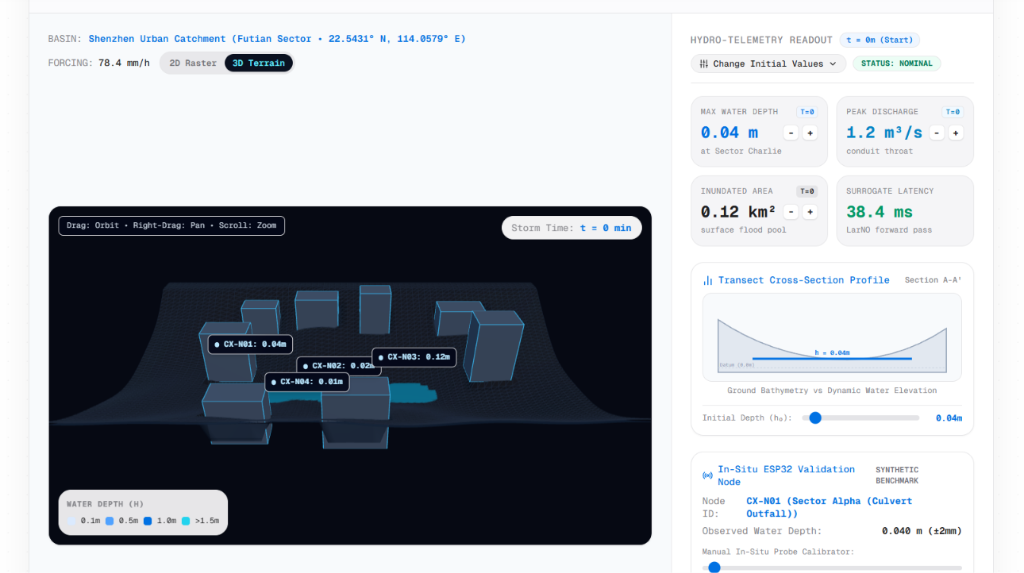 BASIN: Shenzhen Urban Catchment (Futian Sector • 22.5431° N, 114.0579° E)
FORCING: 78.4 mm/h 2D Raster 3D Terrain
Drag: Orbit • Right-Drag: Pan • Scroll: Zoom
Storm Time: t = 0 min
CX-N01: 0.04m
CX-N03: 0.12m
CX-N02: 0.02m
CX-N04: 0.01m
WATER DEPTH (H)
0.1m 0.5m 1.0m >1.5m
HYDRO-TELEMETRY READOUT t = 0m (Start)
Change Initial Values STATUS: NOMINAL
MAX WATER DEPTH T=0
0.04 m - +
at Sector Charlie
PEAK DISCHARGE T=0
1.2 m³/s - +
conduit throat
INUNDATED AREA T=0
0.12 km² - +
surface flood pool
SURROGATE LATENCY
38.4 ms
LarNO forward pass
Transect Cross-Section Profile Section A-A'
h = 0.04m
Ground Bathymetry vs Dynamic Water Elevation
Initial Depth (h₀): 0.04m
In-Situ ESP32 Validation Node
SYNTHETIC BENCHMARK
Node ID: CX-N01 (Sector Alpha (Culvert Outfall))
Observed Water Depth: 0.040 m (±2mm)
Manual In-Situ Probe Calibrator: